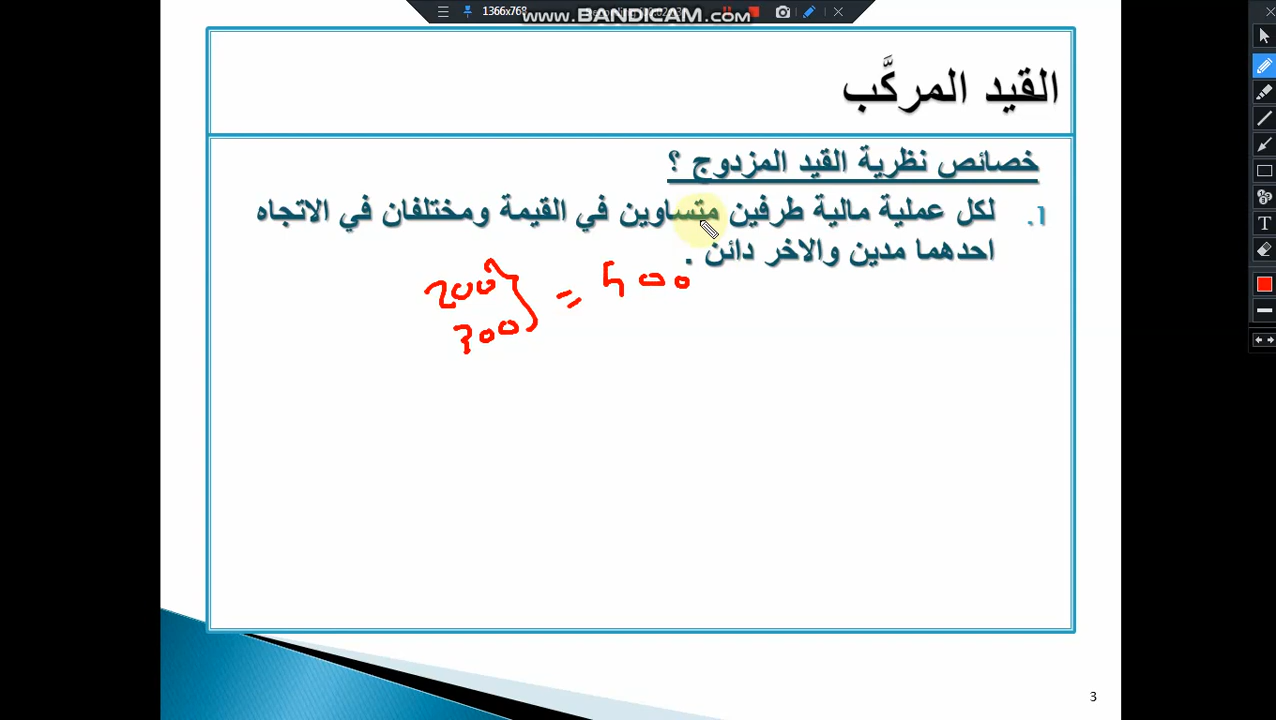 1366x768
www.BANDICAM.com
القيد المركَّب
خصائص نظرية القيد المزدوج ؟
1. لكل عملية مالية طرفين متساوين في القيمة ومختلفان في الاتجاه
احدهما مدين والاخر دائن .
200 } = 500
300
3